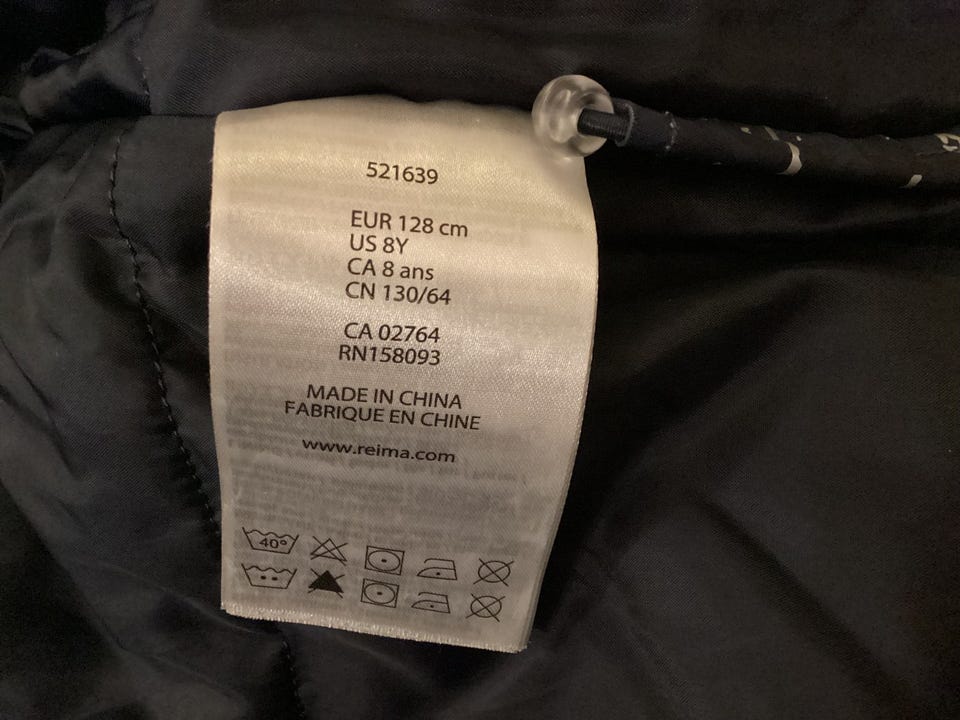 521639
EUR 128 cm
US 8Y
CA 8 ans
CN 130/64
CA 02764
RN158093
MADE IN CHINA
FABRIQUE EN CHINE
www.reima.com
40°